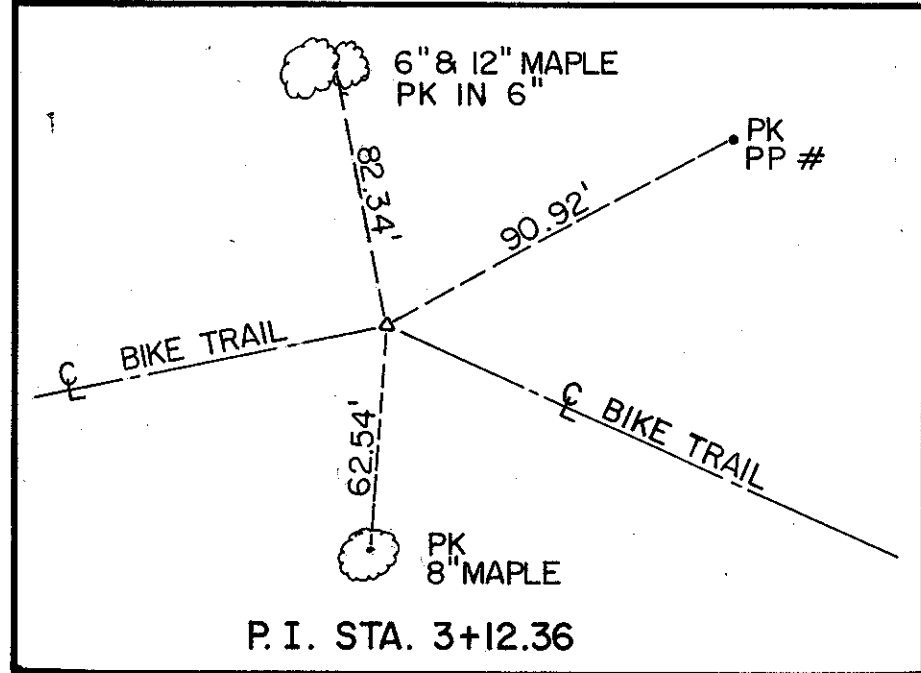 6" & 12" MAPLE
PK IN 6"
PK
PP #
82.34'
90.92'
℄ BIKE TRAIL
℄ BIKE TRAIL
62.54'
PK
8" MAPLE
P. I. STA. 3+12.36